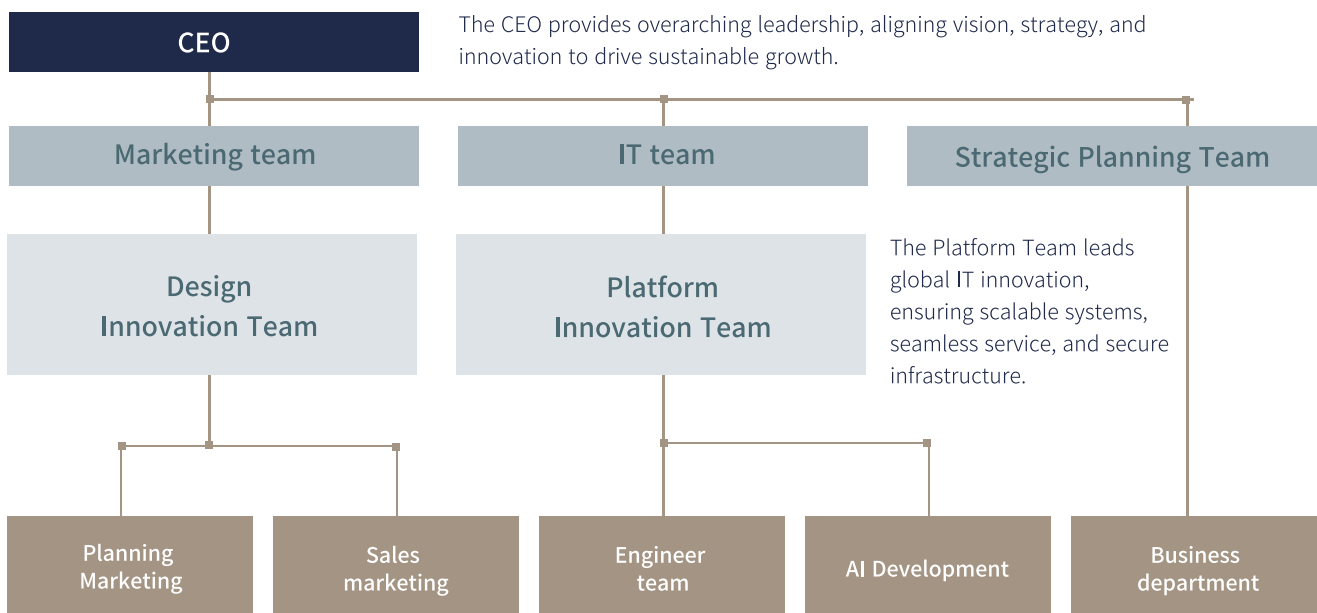 CEO
The CEO provides overarching leadership, aligning vision, strategy, and
innovation to drive sustainable growth.
Marketing team
IT team
Strategic Planning Team
Design
Innovation Team
Platform
Innovation Team
The Platform Team leads
global IT innovation,
ensuring scalable systems,
seamless service, and secure
infrastructure.
Planning
Marketing
Sales
marketing
Engineer
team
AI Development
Business
department